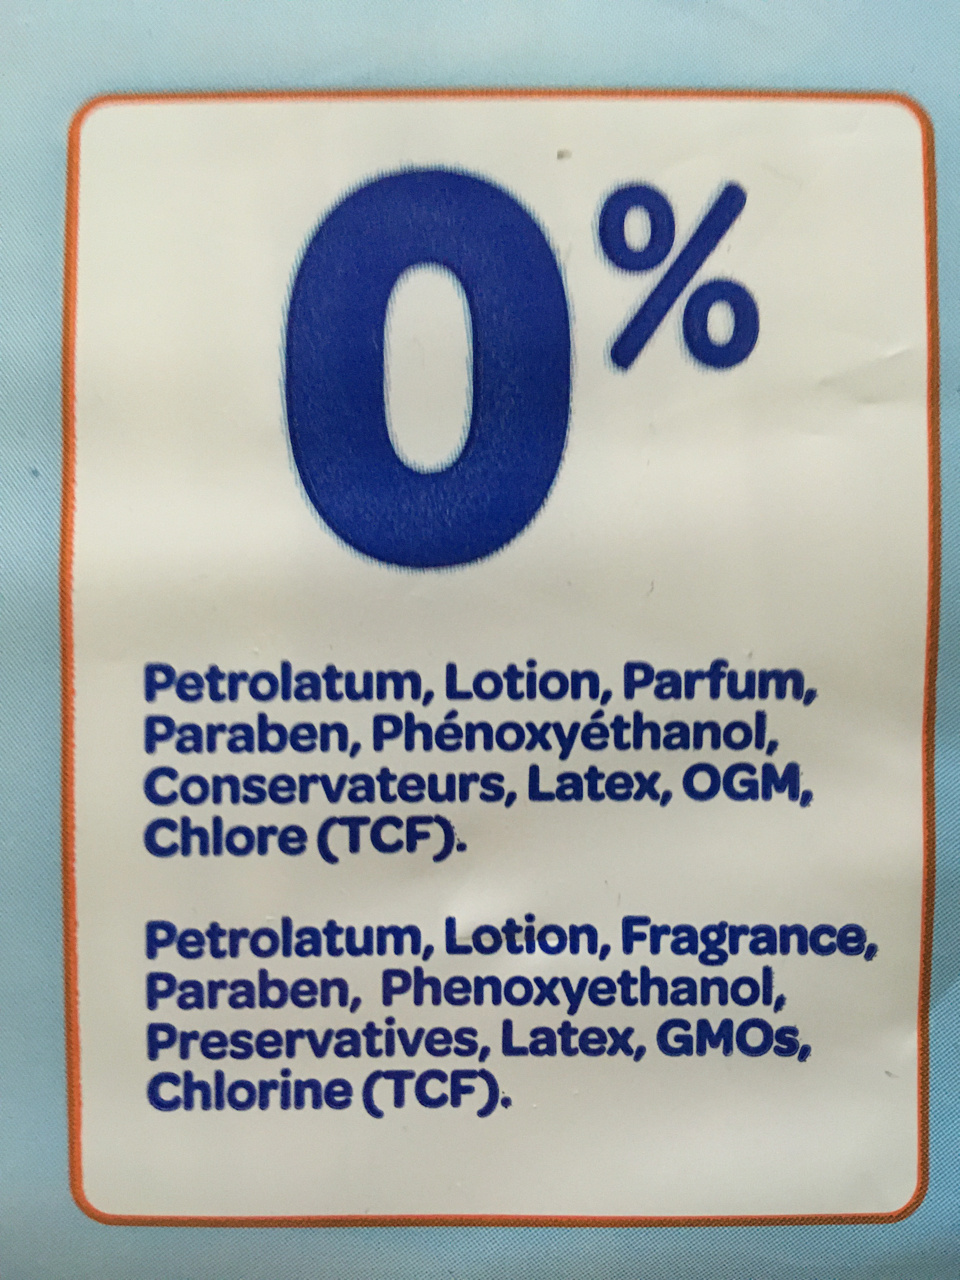 0%
Petrolatum, Lotion, Parfum,
Paraben, Phénoxyéthanol,
Conservateurs, Latex, OGM,
Chlore (TCF).
Petrolatum, Lotion, Fragrance,
Paraben, Phenoxyethanol,
Preservatives, Latex, GMOs,
Chlorine (TCF).